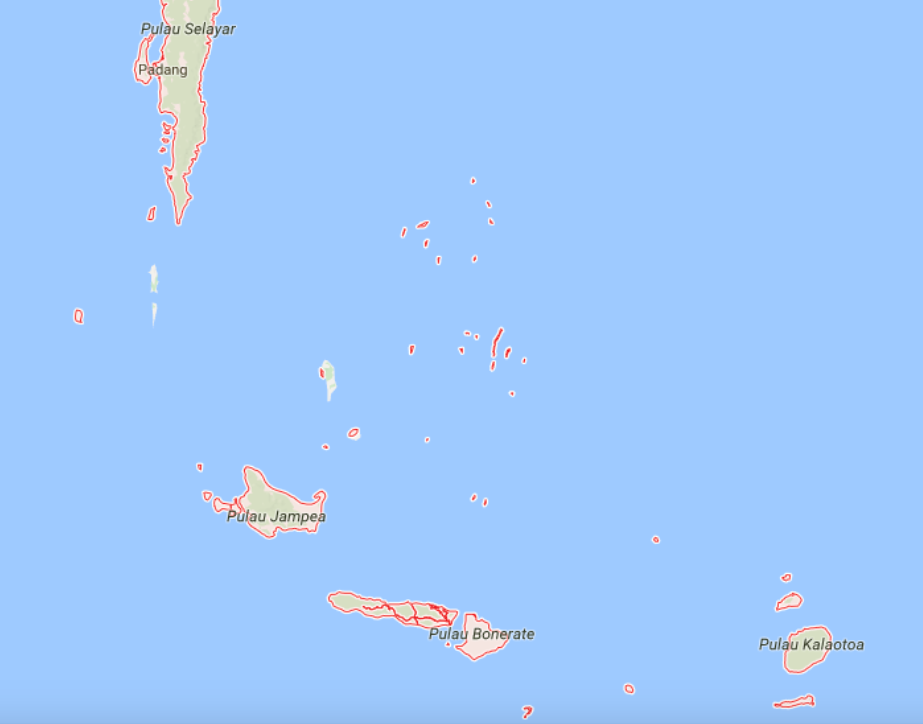 Pulau Selayar
Padang
Pulau Jampea
Pulau Bonerate
Pulau Kalaotoa